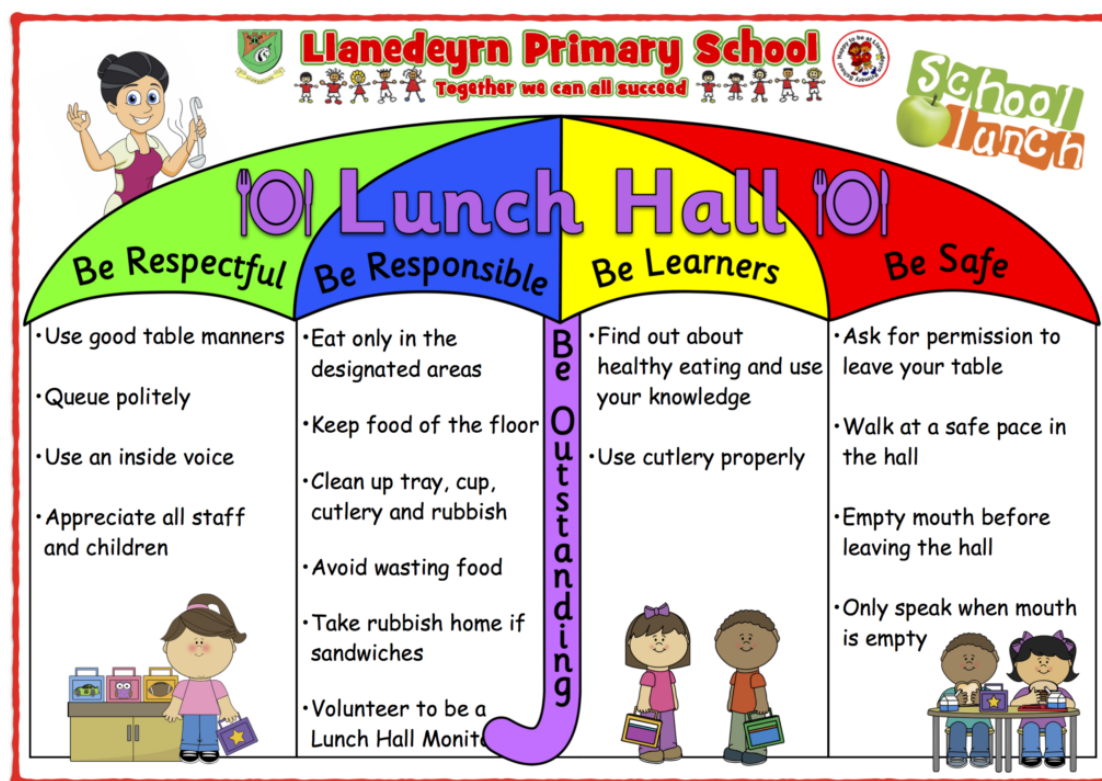 Llanedeyrn Primary School
Together we can all succeed
School
lunch
Lunch Hall
Be Respectful
Be Responsible
Be Learners
Be Safe
Be Outstanding
·Use good table manners
·Queue politely
·Use an inside voice
·Appreciate all staff
and children
·Eat only in the
designated areas
·Keep food of the floor
·Clean up tray, cup,
cutlery and rubbish
·Avoid wasting food
·Take rubbish home if
sandwiches
·Volunteer to be a
Lunch Hall
·Find out about
healthy eating and use
your knowledge
·Use cutlery properly
·Ask for permission to
leave your table
·Walk at a safe pace in
the hall
·Empty mouth before
leaving the hall
·Only speak when mouth
is empty